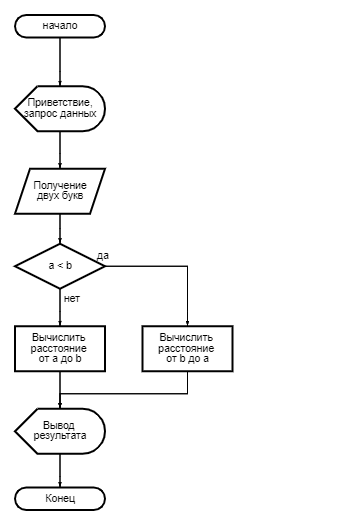 начало
Приветствие,
запрос данных
Получение
двух букв
a < b
да
нет
Вычислить
расстояние
от a до b
Вычислить
расстояние
от b до a
Вывод
результата
Конец